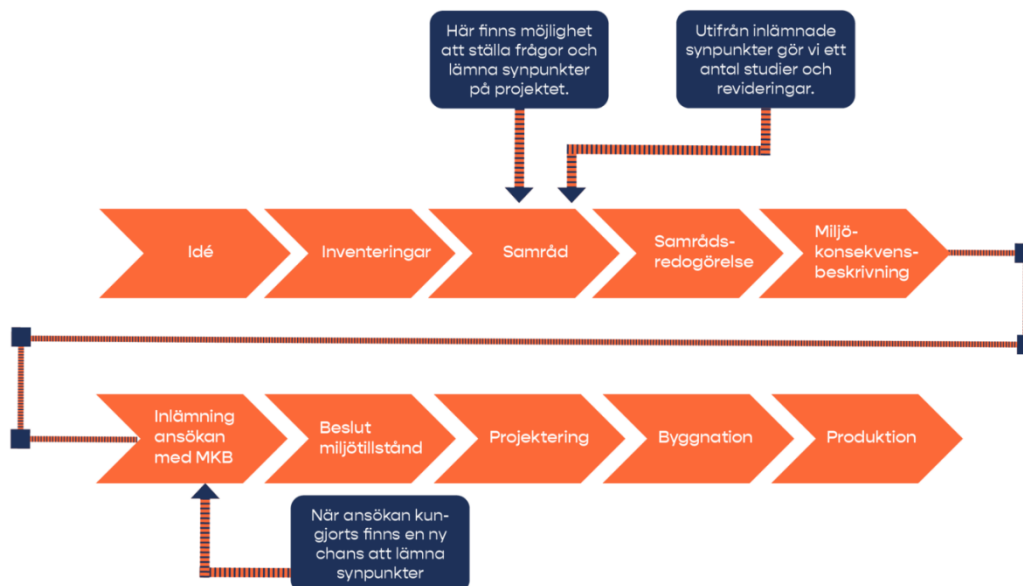 Här finns möjlighet
att ställa frågor och
lämna synpunkter
på projektet.
Utifrån inlämnade
synpunkter gör vi ett
antal studier och
revideringar.
Idé
Inventeringar
Samråd
Samråds-
redogörelse
Miljö-
konsekvens-
beskrivning
Inlämning
ansökan
med MKB
Beslut
miljötillstånd
Projektering
Byggnation
Produktion
När ansökan kun-
gjorts finns en ny
chans att lämna
synpunkter